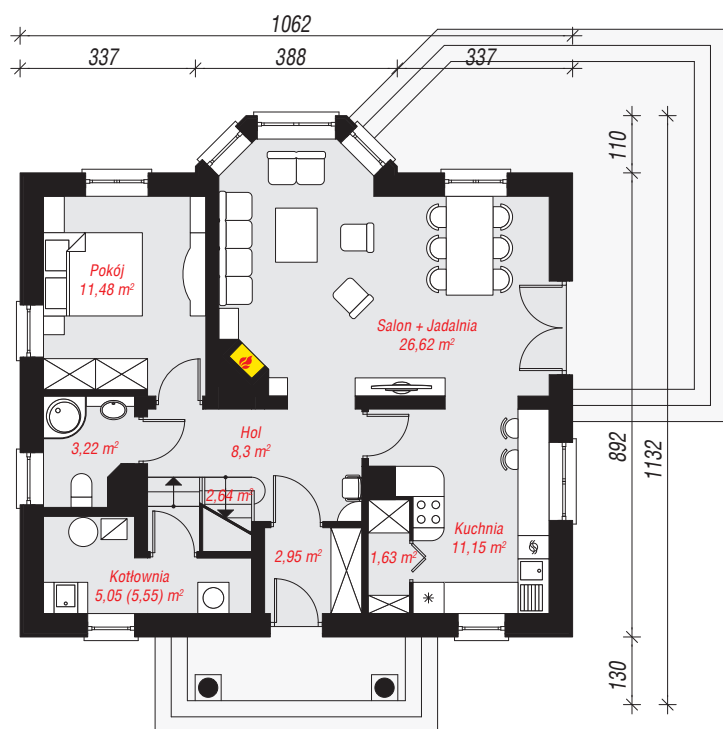 1062
337
388
337
110
Pokój
11,48 m²
Salon + Jadalnia
26,62 m²
Hol
8,3 m²
3,22 m²
892
1132
2,64 m²
Kuchnia
11,15 m²
2,95 m²
1,63 m²
Kotłownia
5,05 (5,55) m²
130